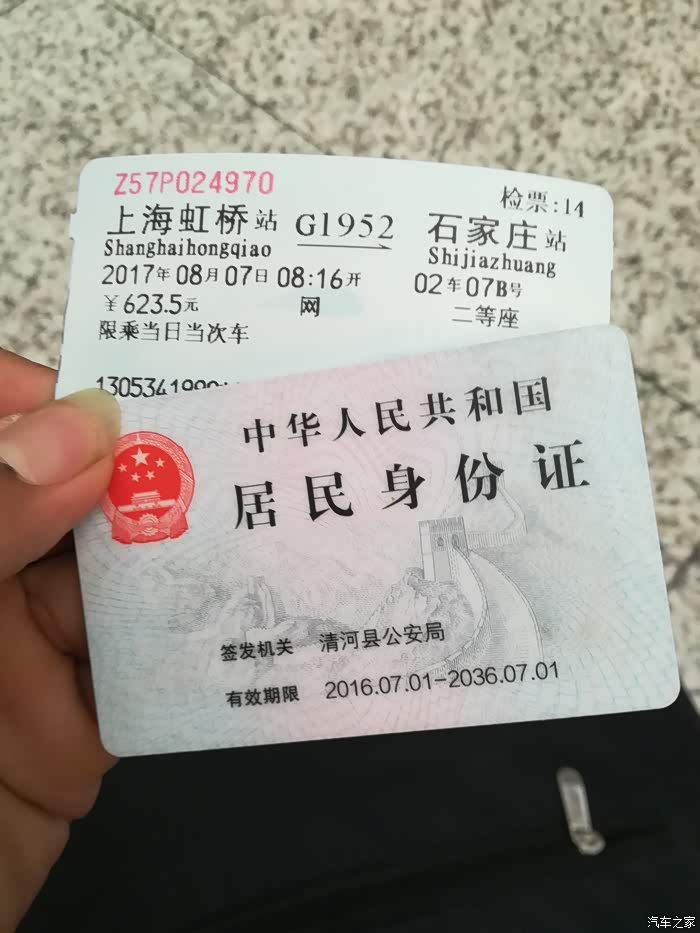 Z57P024970
检票:14
上海虹桥站 G1952 石家庄站
Shanghaihongqiao Shijiazhuang
2017年08月07日08:16开 02车07B号
￥623.5元 网 二等座
限乘当日当次车
1305341990
中华人民共和国
居民身份证
签发机关 清河县公安局
有效期限 2016.07.01-2036.07.01
汽车之家